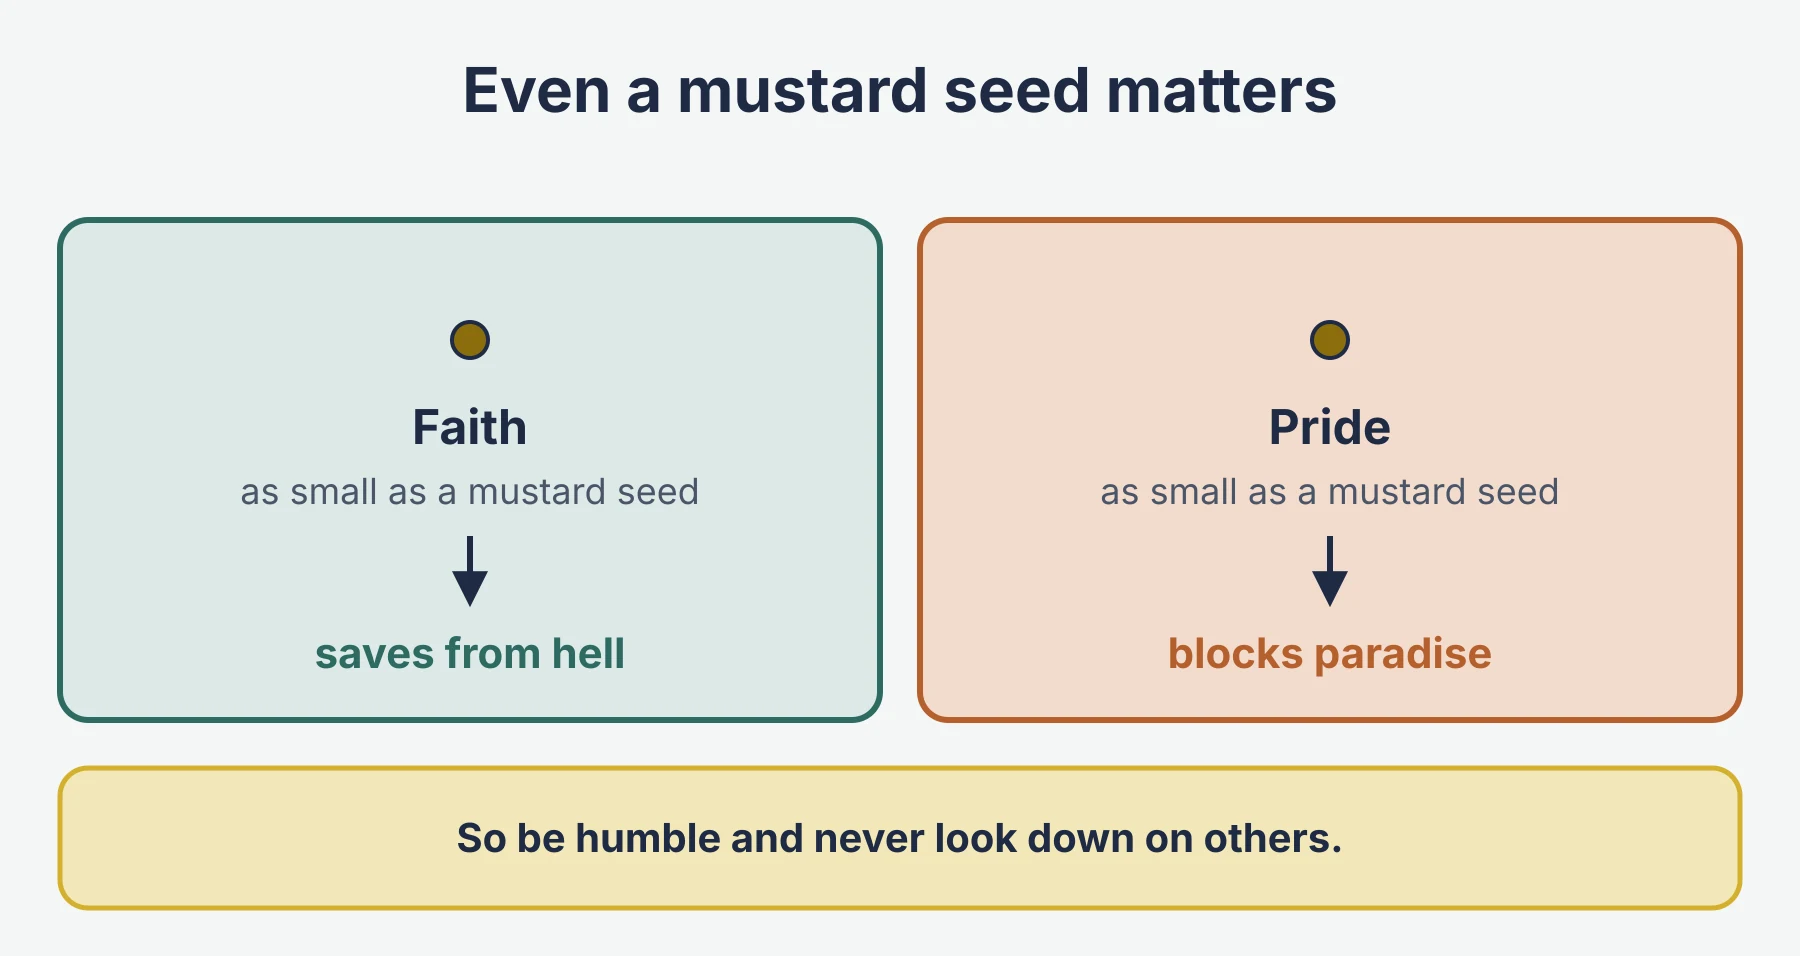 Even a mustard seed matters
Faith
as small as a mustard seed
saves from hell
Pride
as small as a mustard seed
blocks paradise
So be humble and never look down on others.